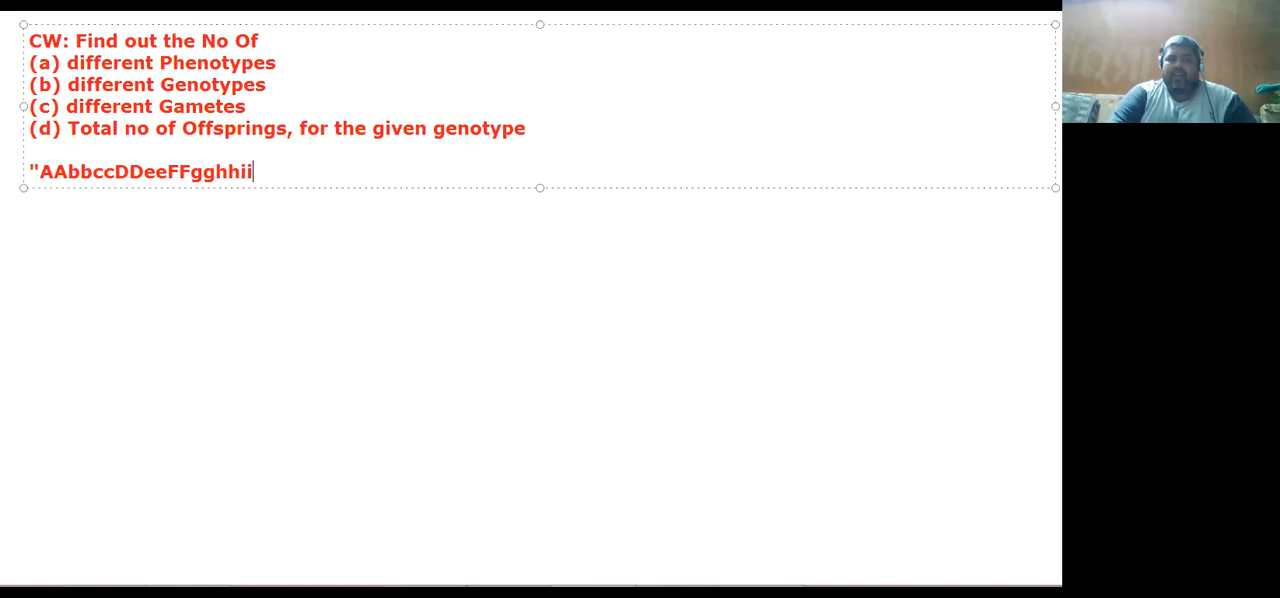 CW: Find out the No Of
(a) different Phenotypes
(b) different Genotypes
(c) different Gametes
(d) Total no of Offsprings, for the given genotype
"AAbbccDDeeFFgghhii